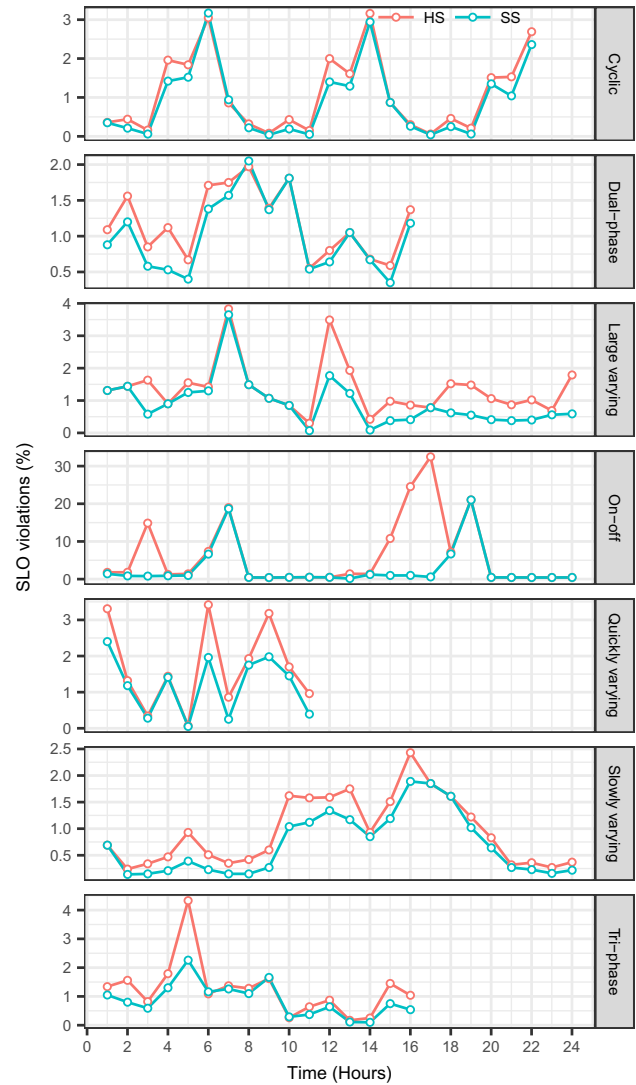 HS SS
3
2
1
0
Cyclic
2.0
1.5
1.0
0.5
Dual−phase
4
3
2
1
0
Large varying
30
20
10
0
On−off
3
2
1
0
Quickly varying
2.5
2.0
1.5
1.0
0.5
Slowly varying
4
3
2
1
0
Tri−phase
SLO violations (%)
0 2 4 6 8 10 12 14 16 18 20 22 24
Time (Hours)